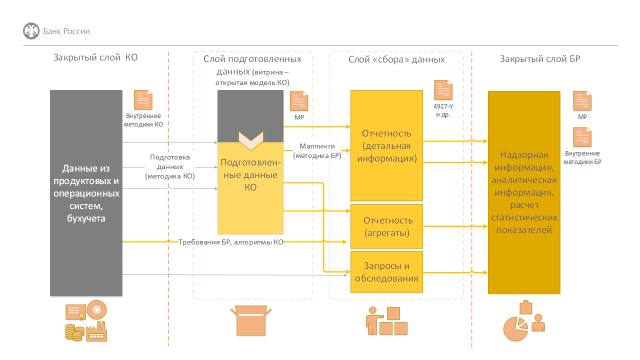 Банк России
Закрытый слой КО
Слой подготовленных
данных (витрина –
открытая модель КО)
Слой «сбора» данных
Закрытый слой БР
Внутренние
методики КО
МР
4927-У
и др.
МР
Внутренние
методики БР
Данные из
продуктовых и
операционных
систем,
бухучета
Подготовка
данных
(методика КО)
Подготовлен-
ные данные
КО
Маппинги
(методика БР)
Отчетность
(детальная
информация)
Отчетность
(агрегаты)
Запросы и
обследования
Надзорная
информация,
аналитическая
информация,
расчет
статистических
показателей
Требования БР, алгоритмы КО